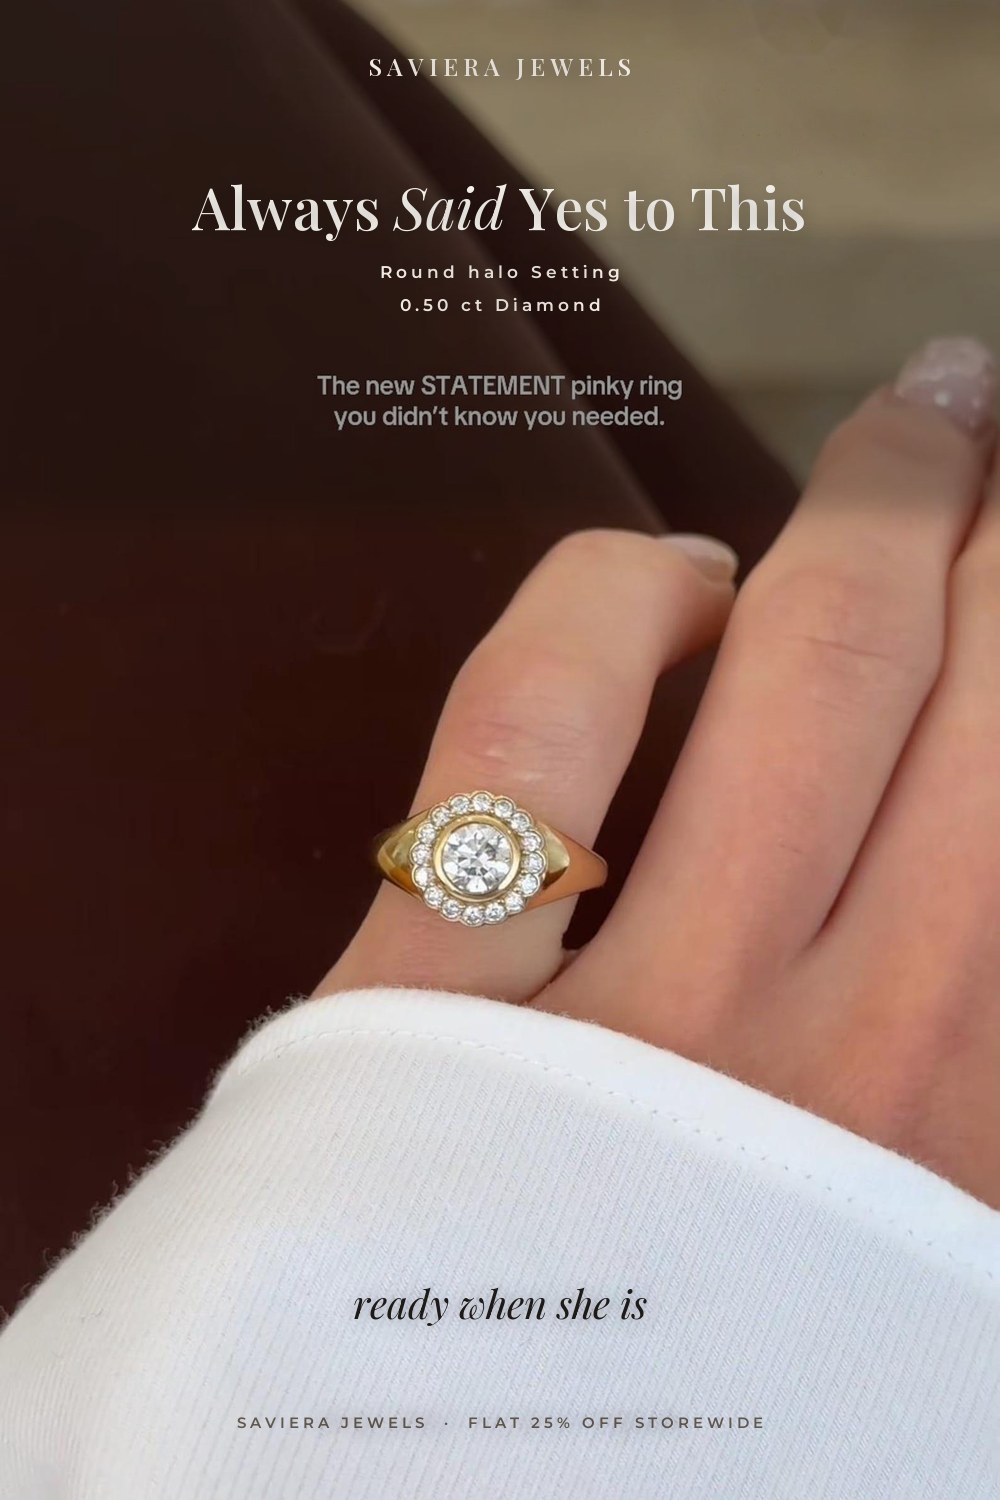 SAVIERA JEWELS
Always Said Yes to This
Round halo Setting
0.50 ct Diamond
The new STATEMENT pinky ring
you didn’t know you needed.
ready when she is
SAVIERA JEWELS · FLAT 25% OFF STOREWIDE